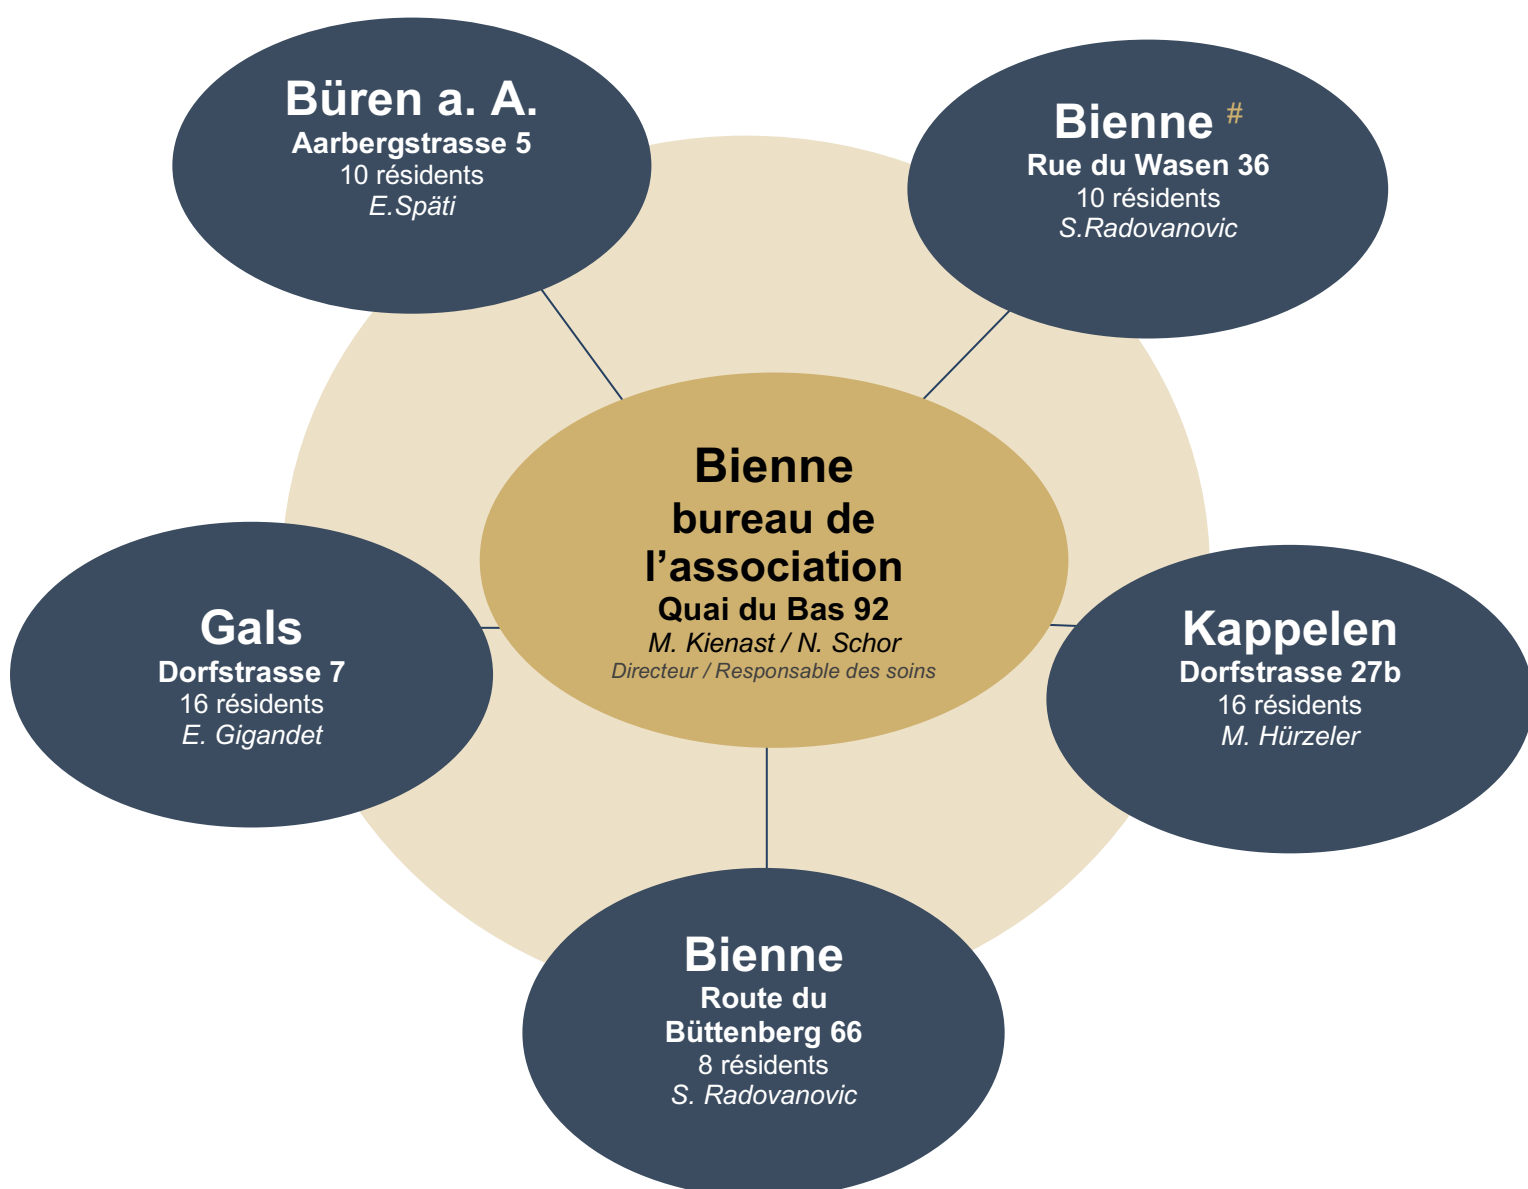 Büren a. A.
Aarbergstrasse 5
10 résidents
E.Späti
Bienne #
Rue du Wasen 36
10 résidents
S.Radovanovic
Bienne
bureau de
l’association
Quai du Bas 92
M. Kienast / N. Schor
Directeur / Responsable des soins
Gals
Dorfstrasse 7
16 résidents
E. Gigandet
Kappelen
Dorfstrasse 27b
16 résidents
M. Hürzeler
Bienne
Route du
Büttenberg 66
8 résidents
S. Radovanovic